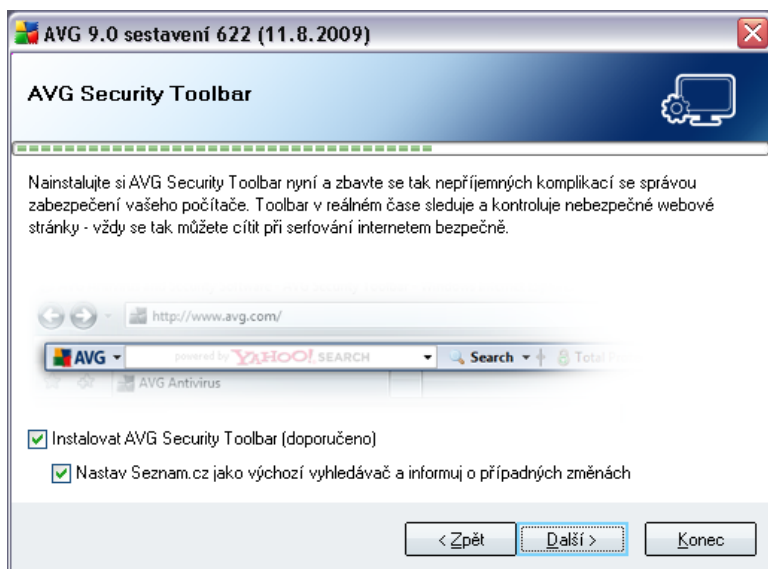 AVG 9.0 sestavení 622 (11.8.2009)
AVG Security Toolbar
Nainstalujte si AVG Security Toolbar nyní a zbavte se tak nepříjemných komplikací se správou
zabezpečení vašeho počítače. Toolbar v reálném čase sleduje a kontroluje nebezpečné webové
stránky - vždy se tak můžete cítit při serfování internetem bezpečně.
http://www.avg.com/
AVG powered by YAHOO! SEARCH Search Total
AVG Antivirus
Instalovat AVG Security Toolbar (doporučeno)
Nastav Seznam.cz jako výchozí vyhledávač a informuj o případných změnách
< Zpět Další > Konec